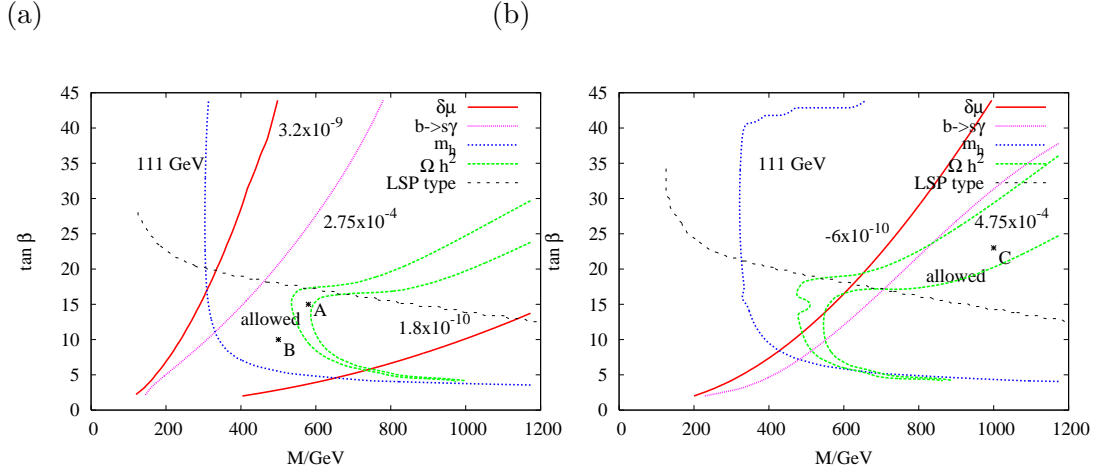 (a)
45
40
35
30
25
20
15
10
5
0
tan β
0 200 400 600 800 1000 1200
M/GeV
δμ
b->sγ
m_h
Ω h^2
LSP type
3.2x10^-9
111 GeV
2.75x10^-4
allowed
A
B
1.8x10^-10
(b)
45
40
35
30
25
20
15
10
5
0
tan β
0 200 400 600 800 1000 1200
M/GeV
δμ
b->sγ
m_h
Ω h^2
LSP type
111 GeV
-6x10^-10
4.75x10^-4
C
allowed